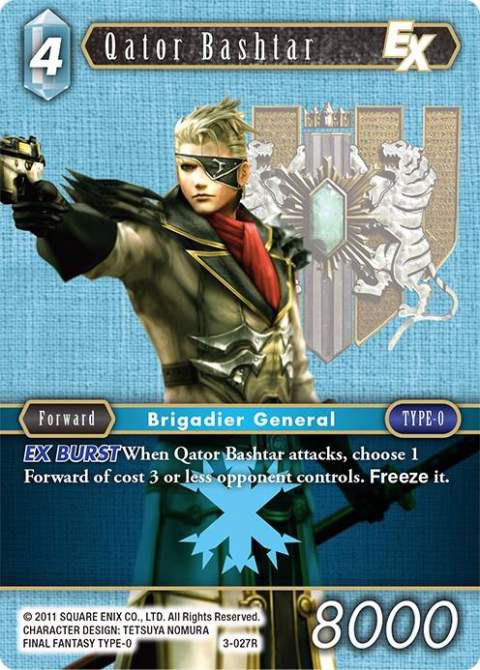 4
Qator Bashtar
EX
Forward
Brigadier General
TYPE-0
EX BURST When Qator Bashtar attacks, choose 1
Forward of cost 3 or less opponent controls. Freeze it.
© 2011 SQUARE ENIX CO., LTD. All Rights Reserved.
CHARACTER DESIGN: TETSUYA NOMURA
FINAL FANTASY TYPE-0
3-027R
8000